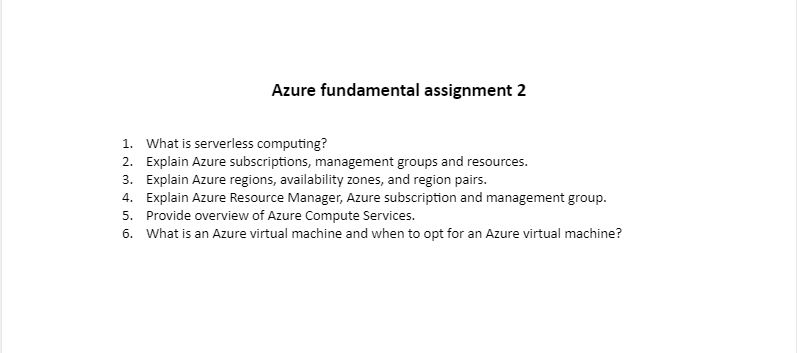 Azure fundamental assignment 2
1. What is serverless computing?
2. Explain Azure subscriptions, management groups and resources.
3. Explain Azure regions, availability zones, and region pairs.
4. Explain Azure Resource Manager, Azure subscription and management group.
5. Provide overview of Azure Compute Services.
6. What is an Azure virtual machine and when to opt for an Azure virtual machine?